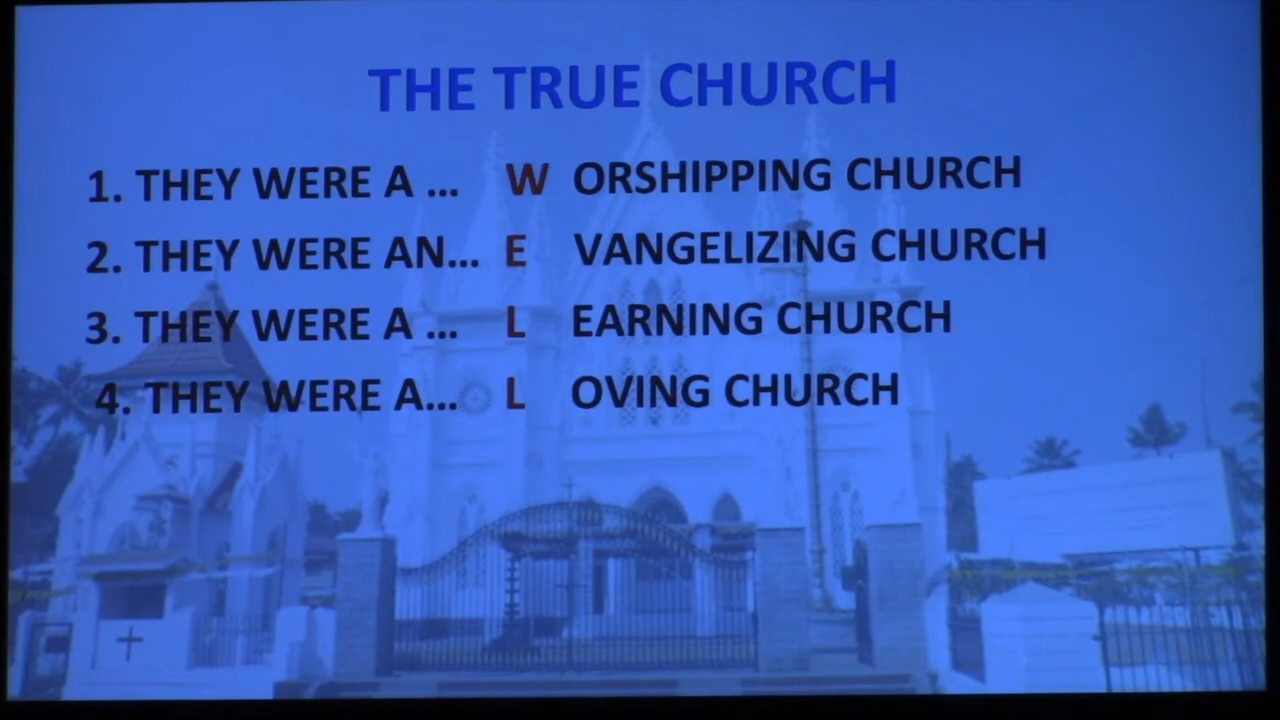 THE TRUE CHURCH
1. THEY WERE A ... W ORSHIPPING CHURCH
2. THEY WERE AN... E VANGELIZING CHURCH
3. THEY WERE A ... L EARNING CHURCH
4. THEY WERE A... L OVING CHURCH